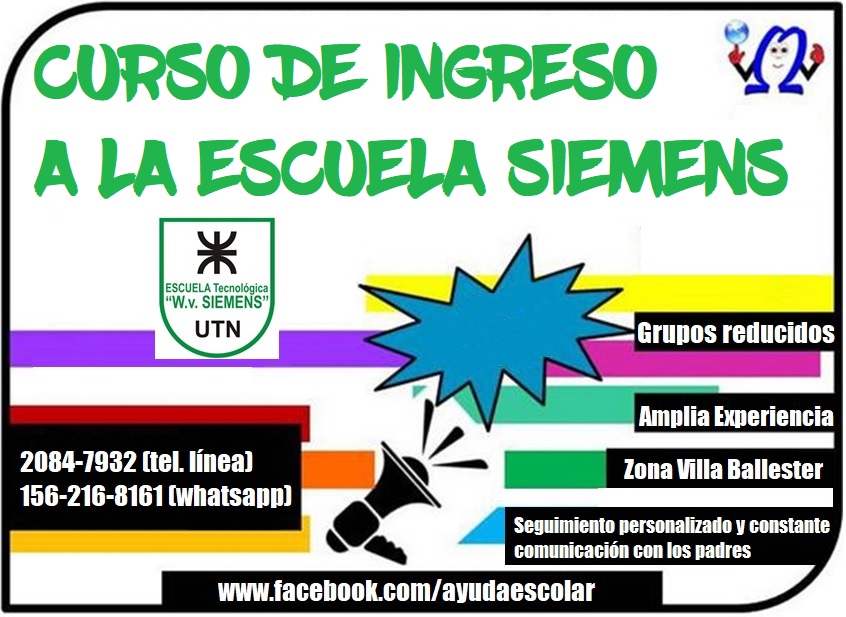 CURSO DE INGRESO
A LA ESCUELA SIEMENS
ESCUELA Tecnológica
"W.v. SIEMENS"
UTN
Grupos reducidos
Amplia Experiencia
2084-7932 (tel. línea)
156-216-8161 (whatsapp)
Zona Villa Ballester
Seguimiento personalizado y constante
comunicación con los padres
www.facebook.com/ayudaescolar